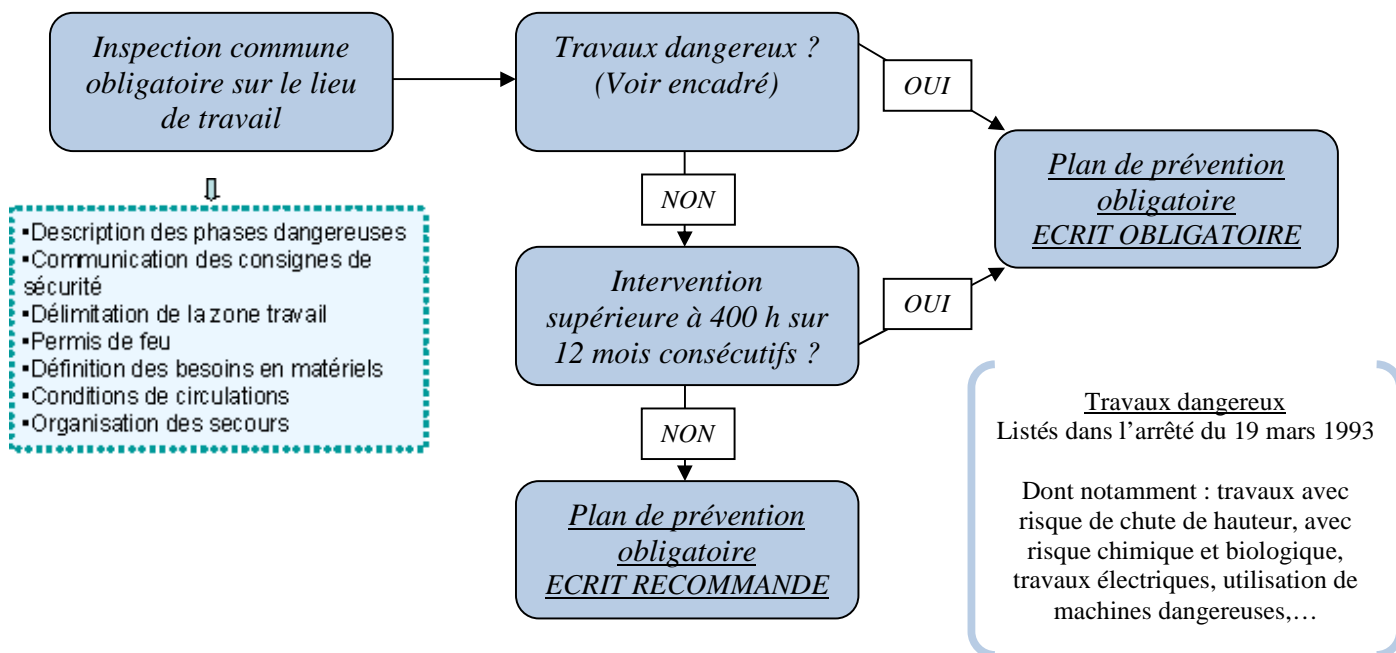 Inspection commune
obligatoire sur le lieu
de travail
Travaux dangereux ?
(Voir encadré)
OUI
Plan de prévention
obligatoire
ECRIT OBLIGATOIRE
NON
▪Description des phases dangereuses
▪Communication des consignes de
sécurité
▪Délimitation de la zone travail
▪Permis de feu
▪Définition des besoins en matériels
▪Conditions de circulations
▪Organisation des secours
Intervention
supérieure à 400 h sur
12 mois consécutifs ?
OUI
NON
Plan de prévention
obligatoire
ECRIT RECOMMANDE
Travaux dangereux
Listés dans l’arrêté du 19 mars 1993
Dont notamment : travaux avec
risque de chute de hauteur, avec
risque chimique et biologique,
travaux électriques, utilisation de
machines dangereuses,…